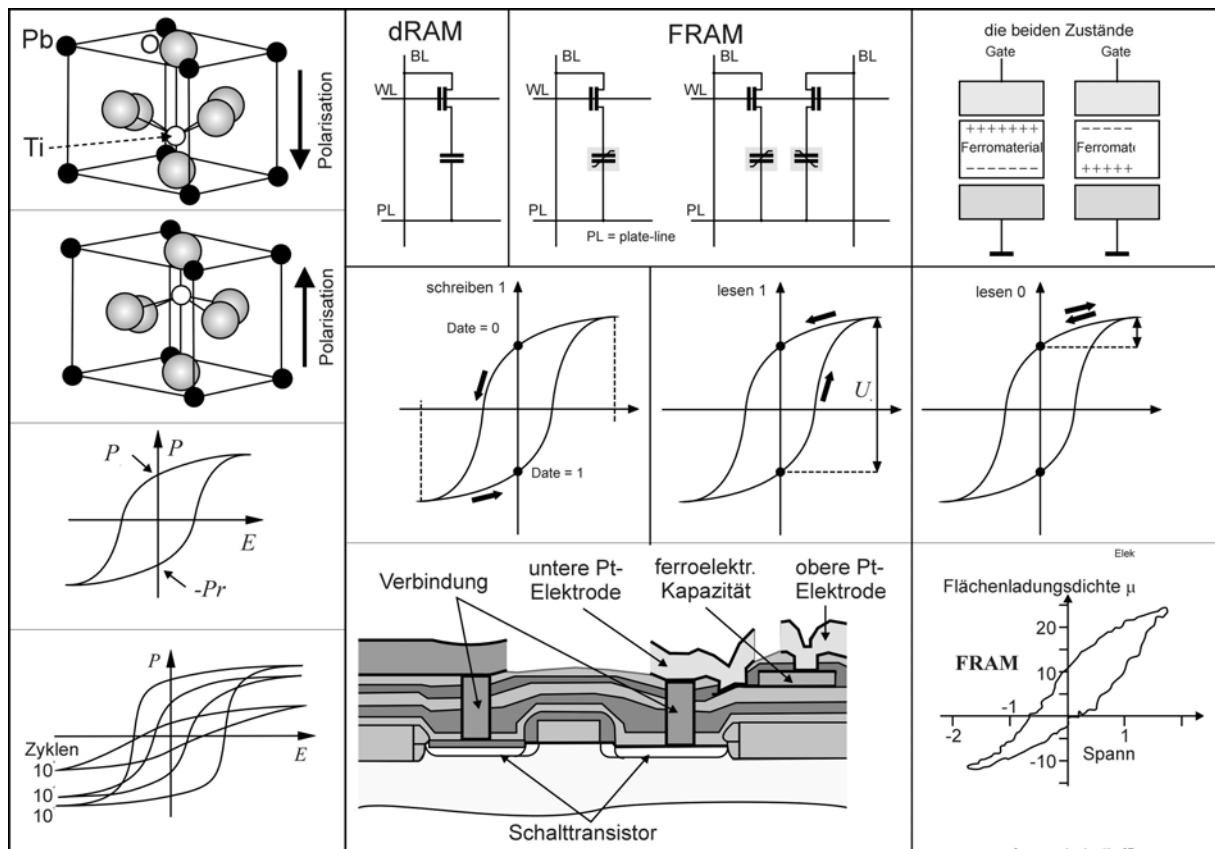 Pb
O
Ti
Polarisation
Polarisation
P
P
E
-Pr
P
E
Zyklen
10
10
10
dRAM
BL
WL
PL
FRAM
BL
WL
PL
BL
BL
WL
PL
PL = plate-line
die beiden Zustände
Gate
Gate
+++++++
Ferromaterial
−−−−−−−
−−−−−
Ferromate
+++++
schreiben 1
Date = 0
Date = 1
lesen 1
U
lesen 0
Verbindung
untere Pt-
Elektrode
ferroelektr.
Kapazität
obere Pt-
Elektrode
Schalttransistor
Elek
Flächenladungsdichte μ
20
FRAM
10
-1
-2
1
-10
Spann